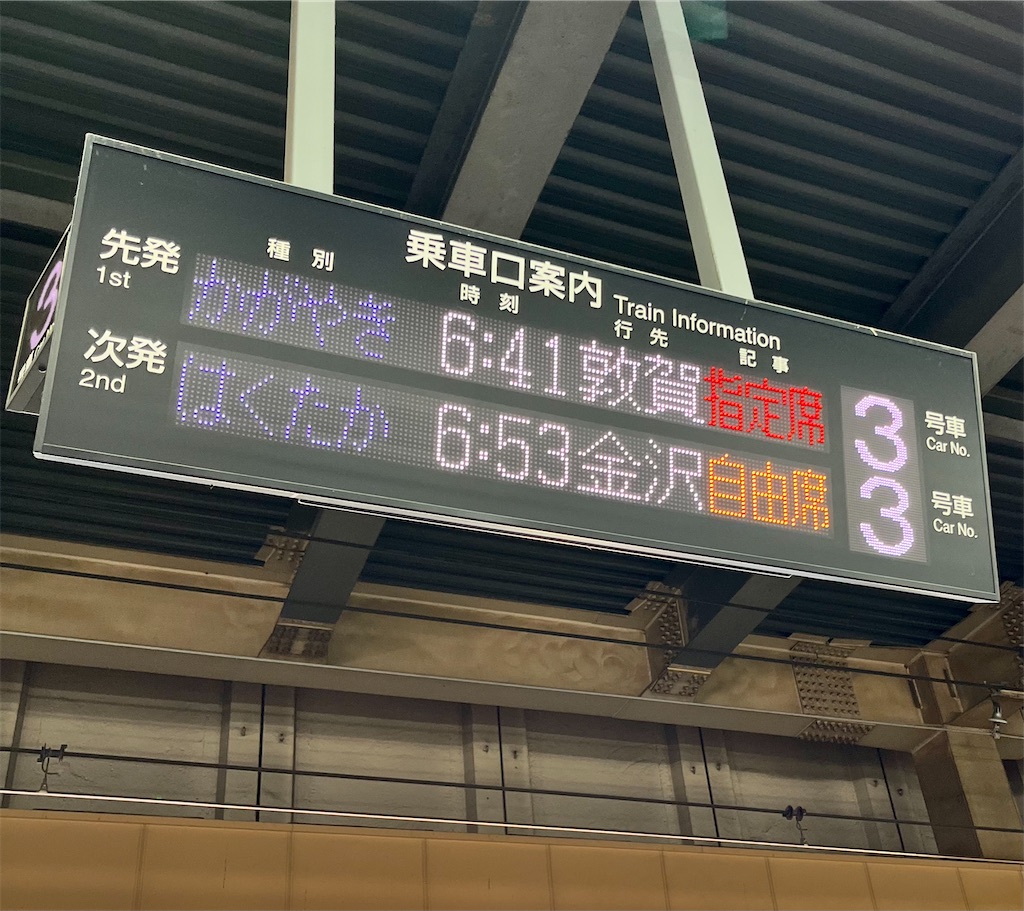 乗車口案内 Train Information
種別 時刻 行先 記事
先発 1st かがやき 6:41 敦賀 指定席 3 号車 Car No.
次発 2nd はくたか 6:53 金沢 自由席 3 号車 Car No.
3